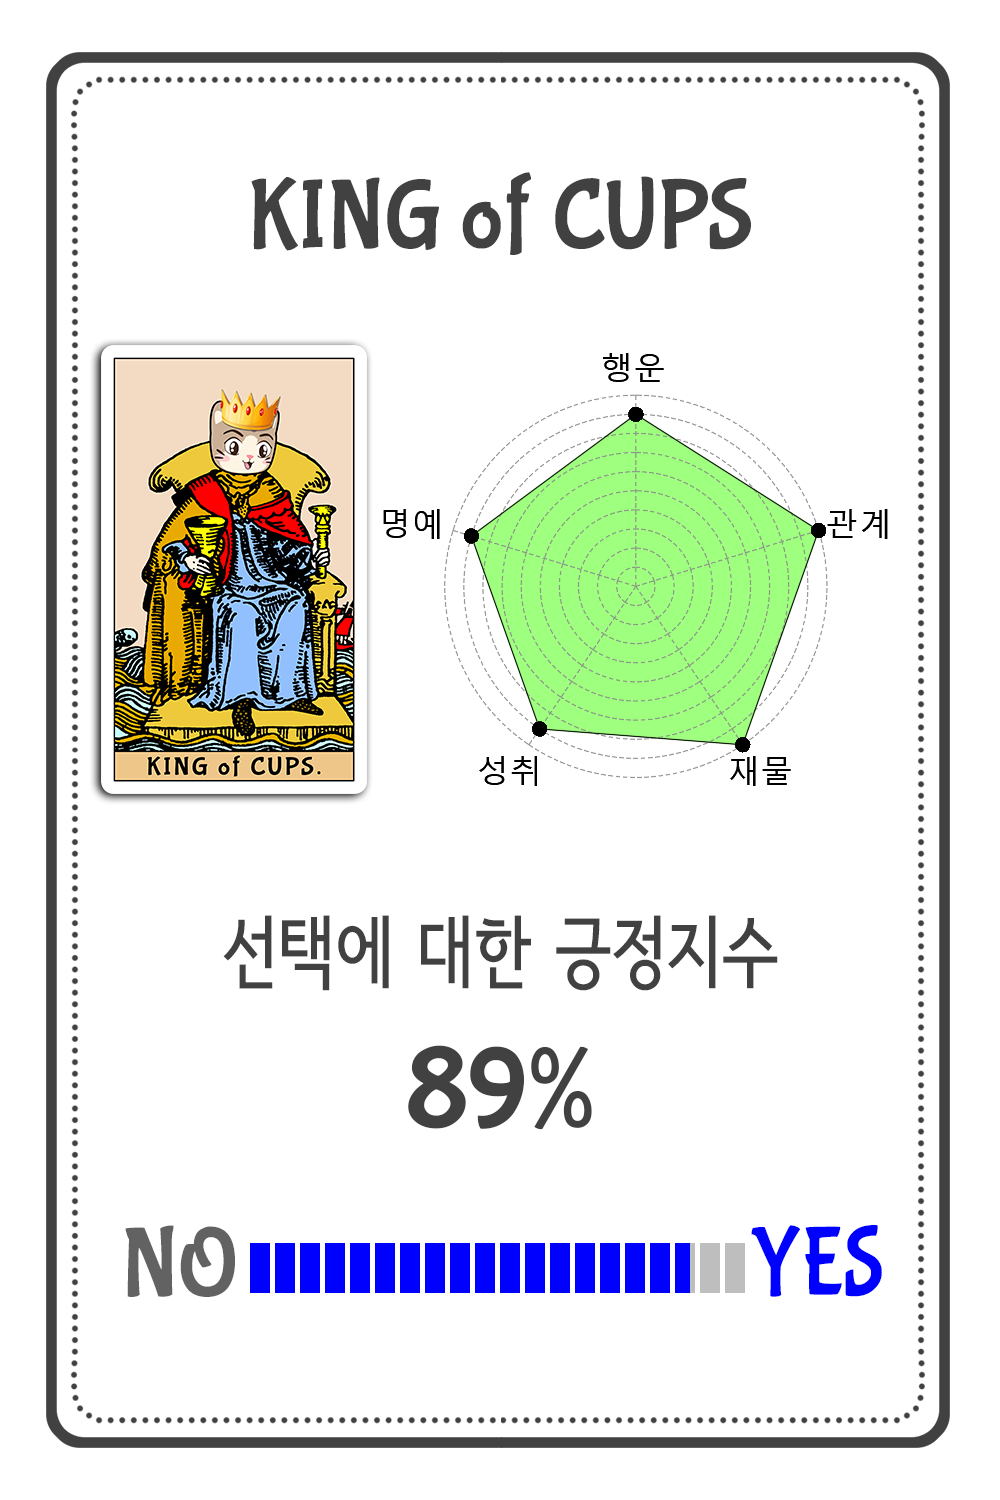 KING of CUPS
행운
명예
관계
성취
재물
KING of CUPS.
선택에 대한 긍정지수
89%
NO YES